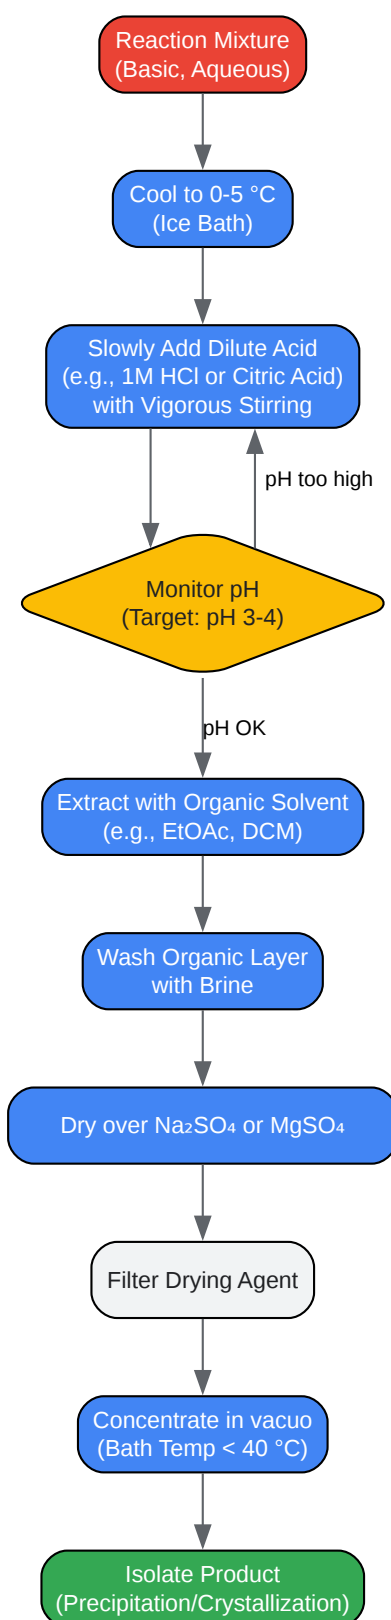 Reaction Mixture
(Basic, Aqueous)
Cool to 0-5 °C
(Ice Bath)
Slowly Add Dilute Acid
(e.g., 1M HCl or Citric Acid)
with Vigorous Stirring
pH too high
Monitor pH
(Target: pH 3-4)
pH OK
Extract with Organic Solvent
(e.g., EtOAc, DCM)
Wash Organic Layer
with Brine
Dry over Na₂SO₄ or MgSO₄
Filter Drying Agent
Concentrate in vacuo
(Bath Temp < 40 °C)
Isolate Product
(Precipitation/Crystallization)